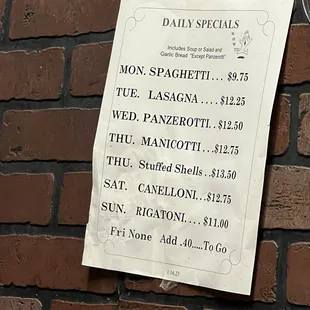 DAILY SPECIALS
Includes Soup or Salad and
Garlic Bread "Except Panzerotti"
MON. SPAGHETTI... $9.75
TUE. LASAGNA .... $12.25
WED. PANZEROTTI.. $12.50
THU. MANICOTTI ... $12.75
THU. Stuffed Shells.. $13.50
SAT. CANELLONI... $12.75
SUN. RIGATONI.... $11.00
Fri None Add .40.....To Go